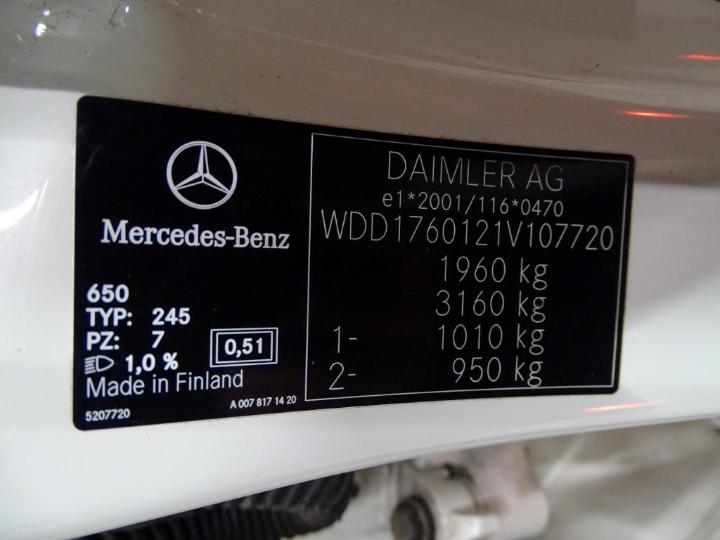 Mercedes-Benz
650
TYP: 245
PZ: 7
1,0 %
0,51
Made in Finland
5207720
A 007 817 14 20
DAIMLER AG
e1*2001/116*0470
WDD1760121V107720
1960 kg
3160 kg
1- 1010 kg
2- 950 kg